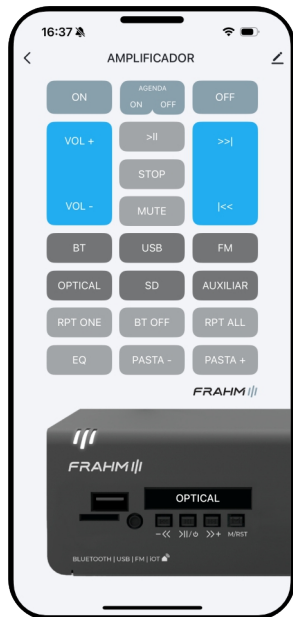 16:37
AMPLIFICADOR
ON
AGENDA
ON OFF
OFF
VOL +
>II
>>|
STOP
VOL -
MUTE
|<<
BT
USB
FM
OPTICAL
SD
AUXILIAR
RPT ONE
BT OFF
RPT ALL
EQ
PASTA -
PASTA +
FRAHM
FRAHM
OPTICAL
-<< >II/⏻ >>+ M/RST
BLUETOOTH | USB | FM | IOT